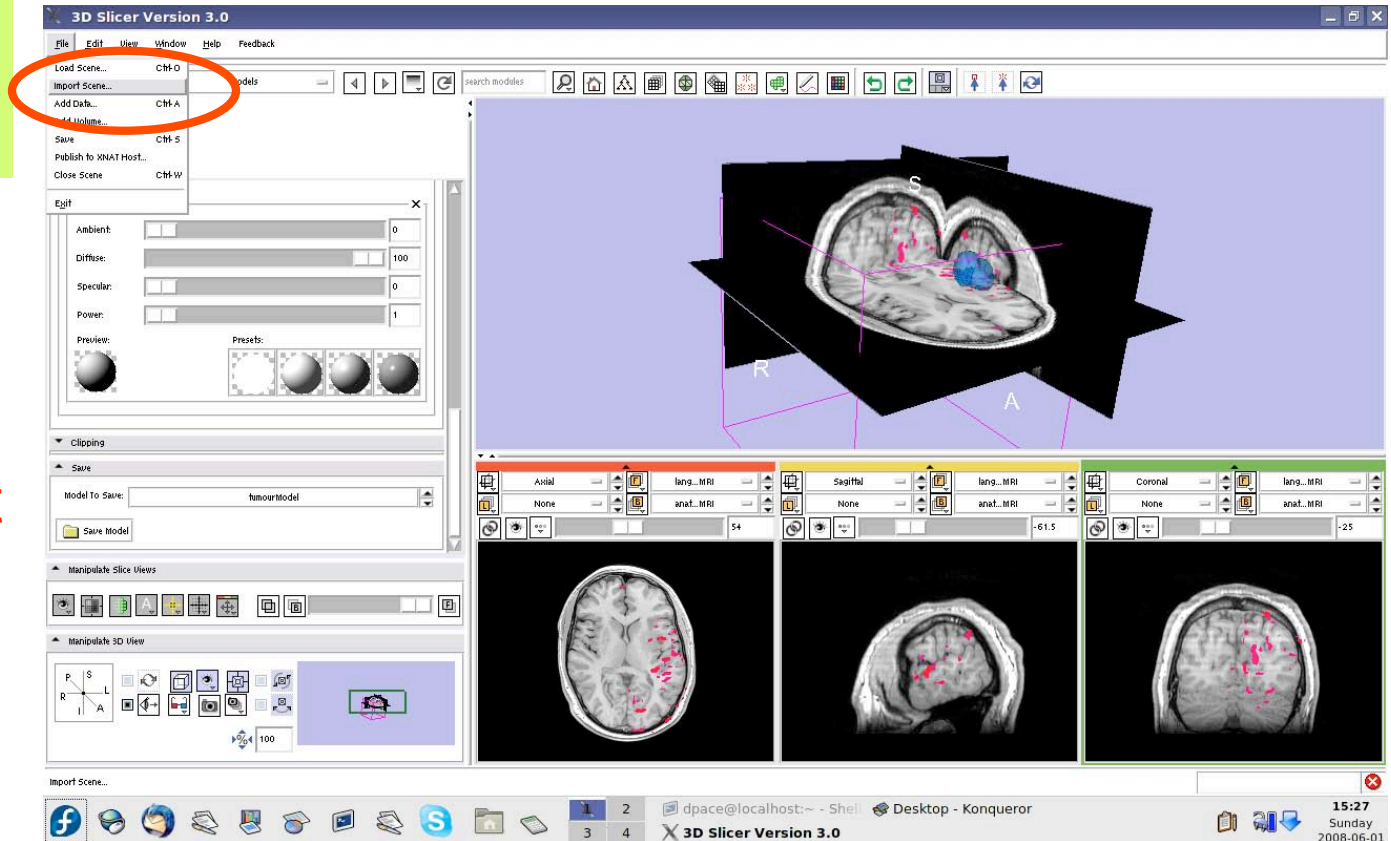 3D Slicer Version 3.0
File Edit View Window Help Feedback
Load Scene... Ctrl-O
Import Scene...
Add Data... Ctrl-A
Add Volume...
Save Ctrl-S
Publish to XNAT Host...
Close Scene Ctrl-W
Exit
search modules
Ambient: 0
Diffuse: 100
Specular: 0
Power: 1
Preview: Presets:
Clipping
Save
Model To Save: tumourModel
Save Model
Manipulate Slice Views
Manipulate 3D View
P S
R L
I A
100
S
R
A
Axial lang...MRI
None anat...MRI
54
Sagittal lang...MRI
None anat...MRI
-61.5
Coronal lang...MRI
None anat...MRI
-25
Import Scene...
1 2
3 4
dpace@localhost:~ - Shell
Desktop - Konqueror
3D Slicer Version 3.0
15:27
Sunday
2008-06-01